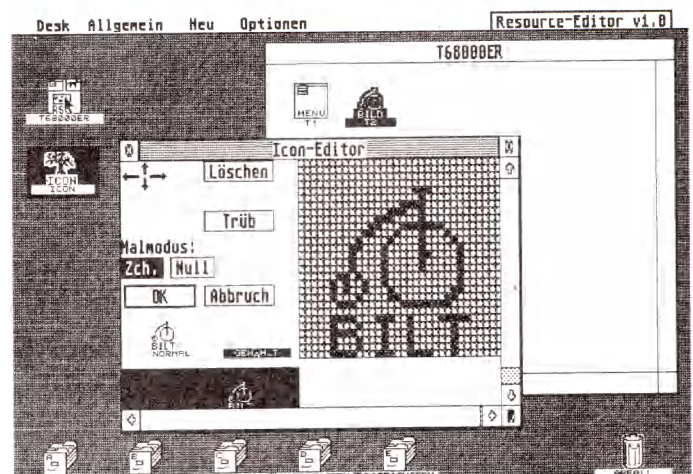 Desk Allgemein Neu Optionen
Resource-Editor v1.0
T68000ER
T68000ER
MENU
T1
BILD
T2
ICON
ICON
Icon-Editor
Löschen
Trüb
Malmodus:
Zch. Null
OK Abbruch
BILT
NORMAL
GEWÄHLT
BILT
A
B
C
D
E